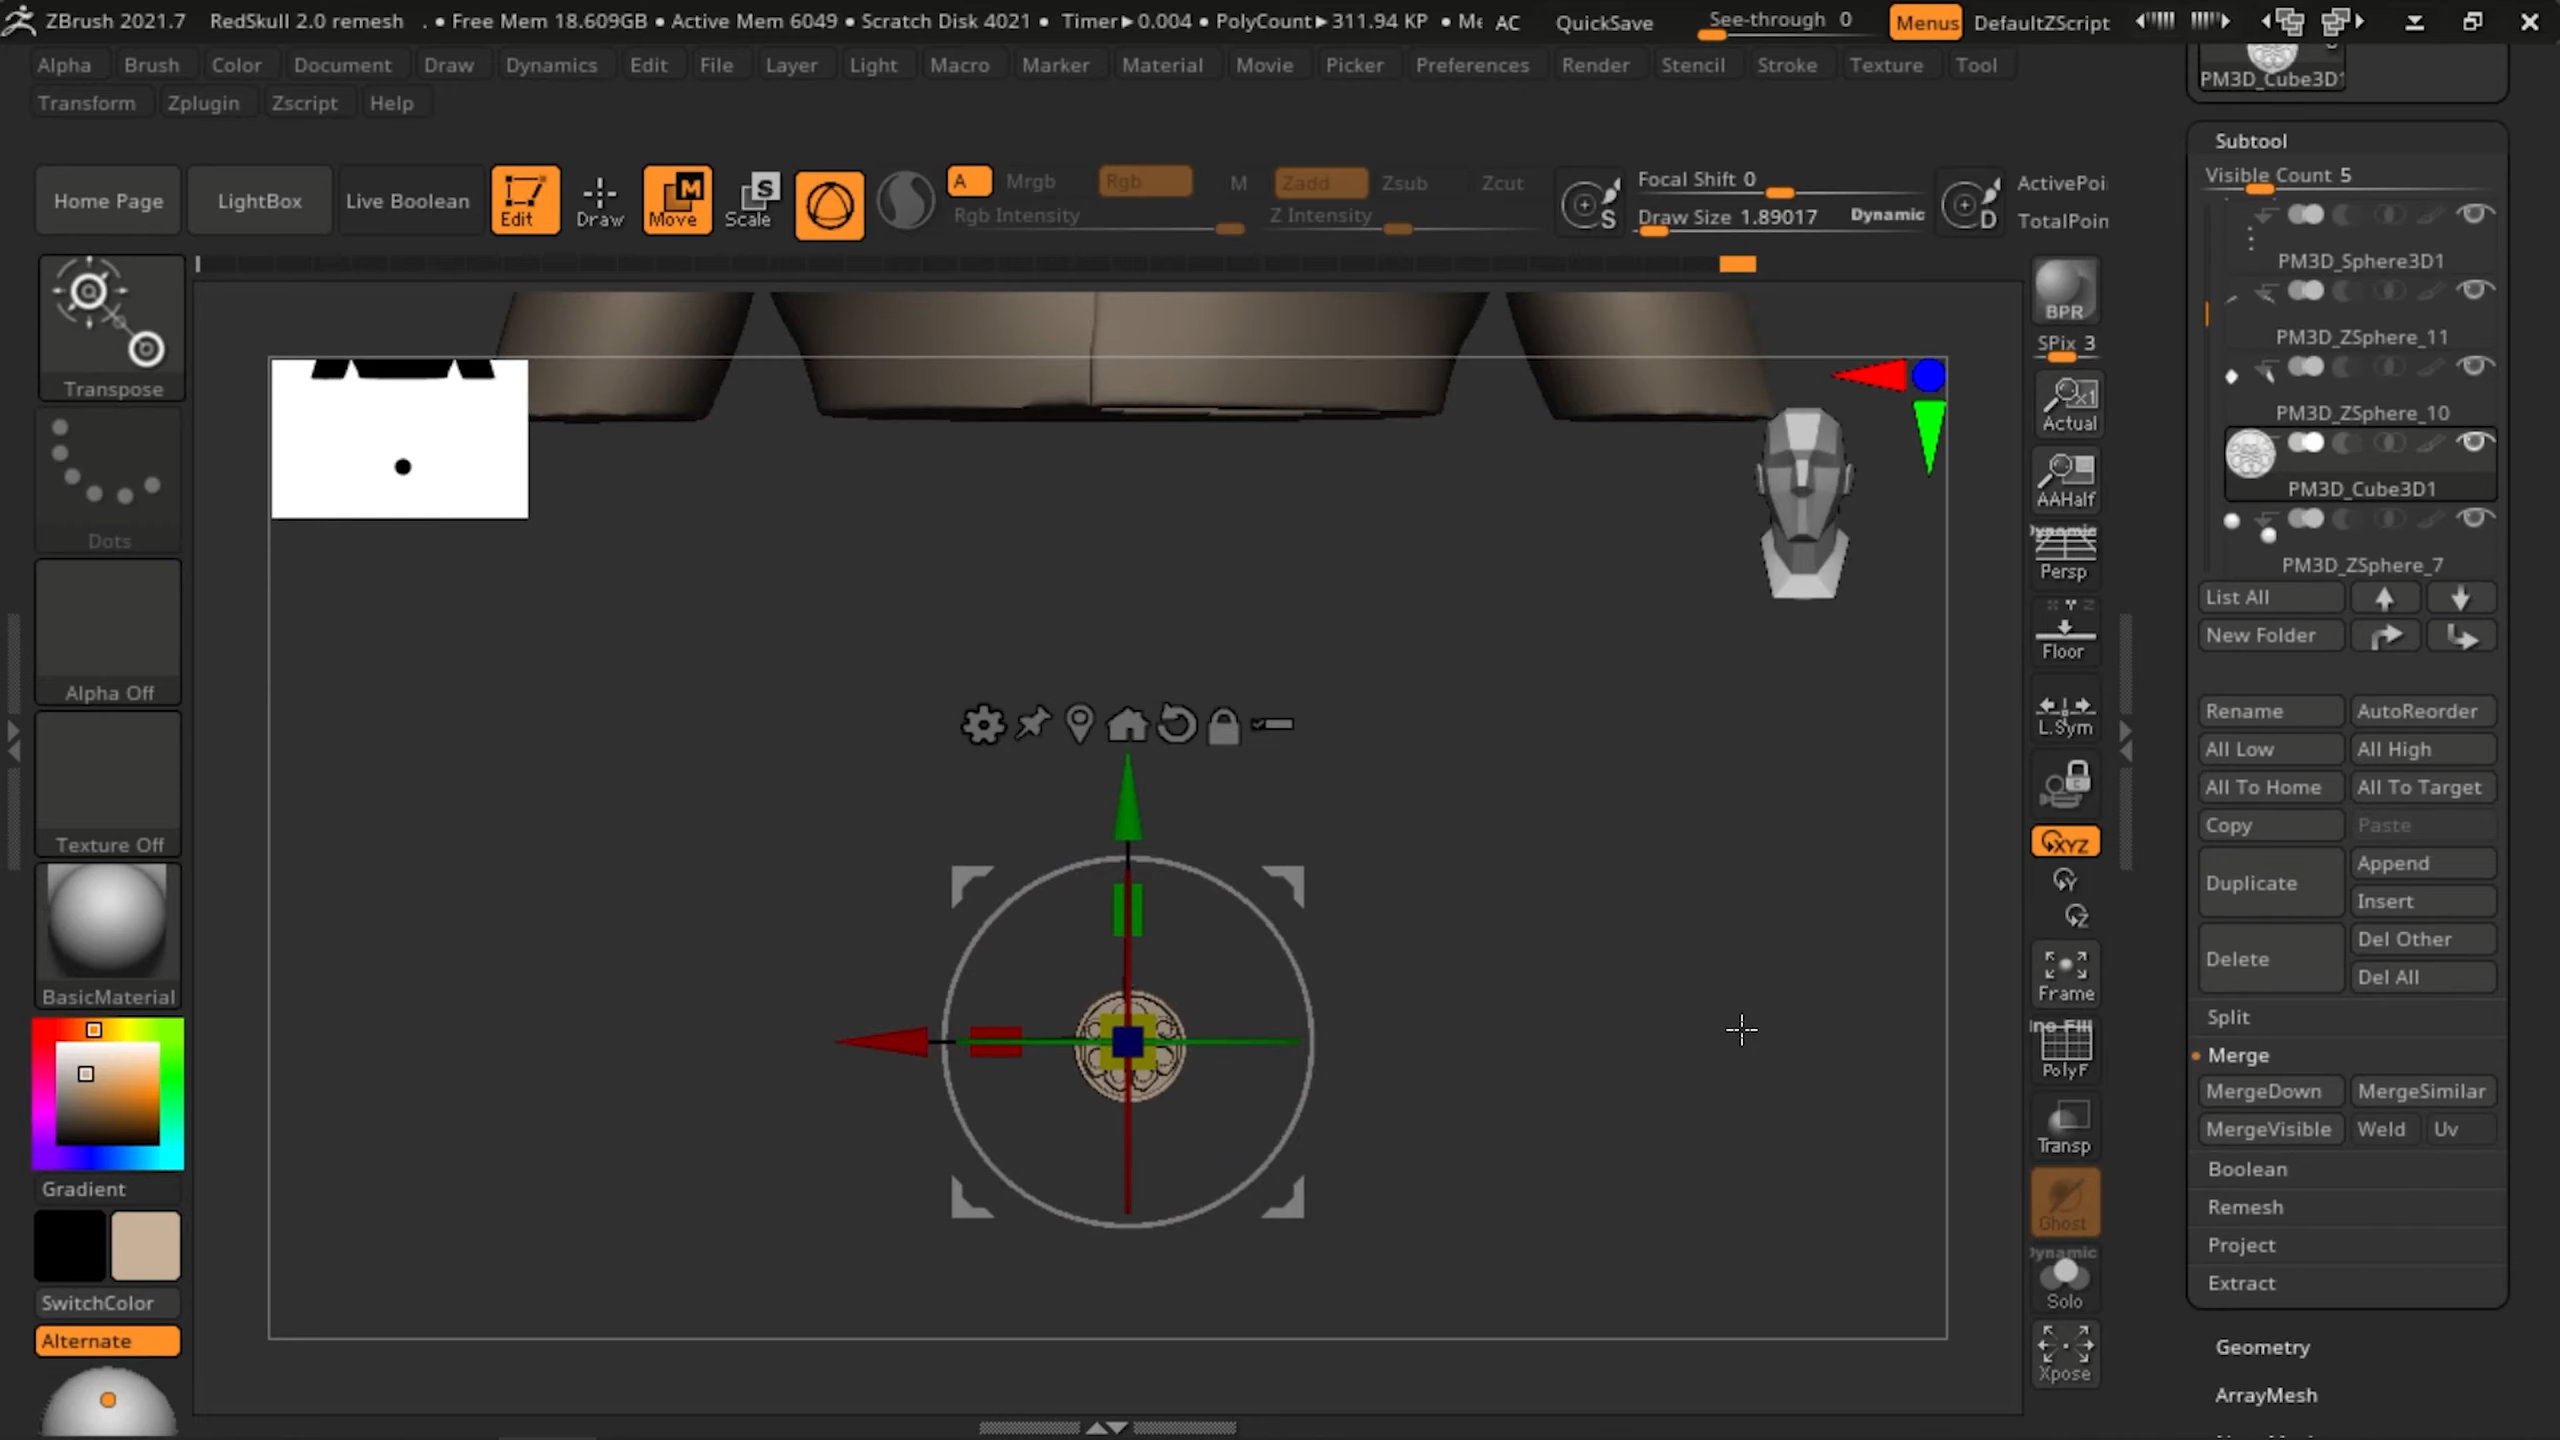 ZBrush 2021.7 RedSkull 2.0 remesh . • Free Mem 18.609GB • Active Mem 6049 • Scratch Disk 4021 • Timer▶0.004 • PolyCount▶311.94 KP • Me AC QuickSave See-through 0 Menus DefaultZScript
Alpha Brush Color Document Draw Dynamics Edit File Layer Light Macro Marker Material Movie Picker Preferences Render Stencil Stroke Texture Tool
Transform Zplugin Zscript Help
Home Page LightBox Live Boolean Edit Draw Move Scale
A Mrgb Rgb M Zadd Zsub Zcut
Rgb Intensity Z Intensity
Focal Shift 0
Draw Size 1.89017 Dynamic
S
D
ActivePoi
TotalPoin
Transpose
Dots
Alpha Off
Texture Off
BasicMaterial
Gradient
SwitchColor
Alternate
BPR
SPix 3
Actual
AAHalf
Dynamic
Persp
Floor
L.Sym
XYZ
Y
Z
Frame
PolyF
Transp
Ghost
Dynamic
Solo
Xpose
PM3D_Cube3D1
Subtool
Visible Count 5
PM3D_Sphere3D1
PM3D_ZSphere_11
PM3D_ZSphere_10
PM3D_Cube3D1
PM3D_ZSphere_7
List All
New Folder
Rename AutoReorder
All Low All High
All To Home All To Target
Copy Paste
Duplicate Append
Insert
Delete Del Other
Del All
Split
Merge
MergeDown MergeSimilar
MergeVisible Weld Uv
Boolean
Remesh
Project
Extract
Geometry
ArrayMesh